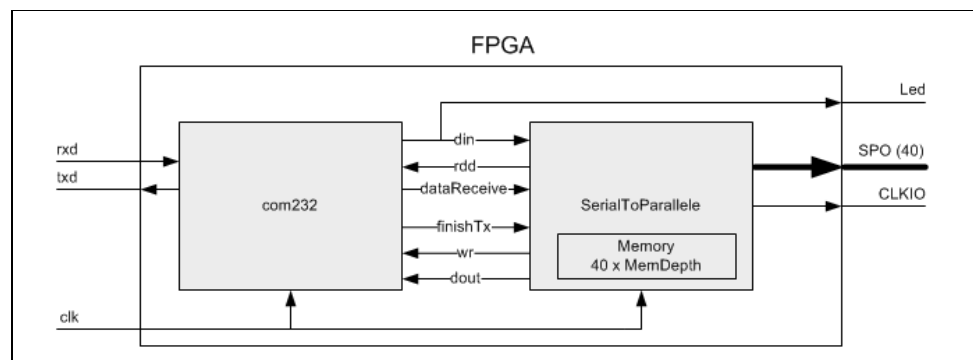 FPGA
Led
din
rxd
rdd
SPO (40)
txd
dataReceive
CLKIO
com232
SerialToParallele
finishTx
Memory
40 x MemDepth
wr
dout
clk